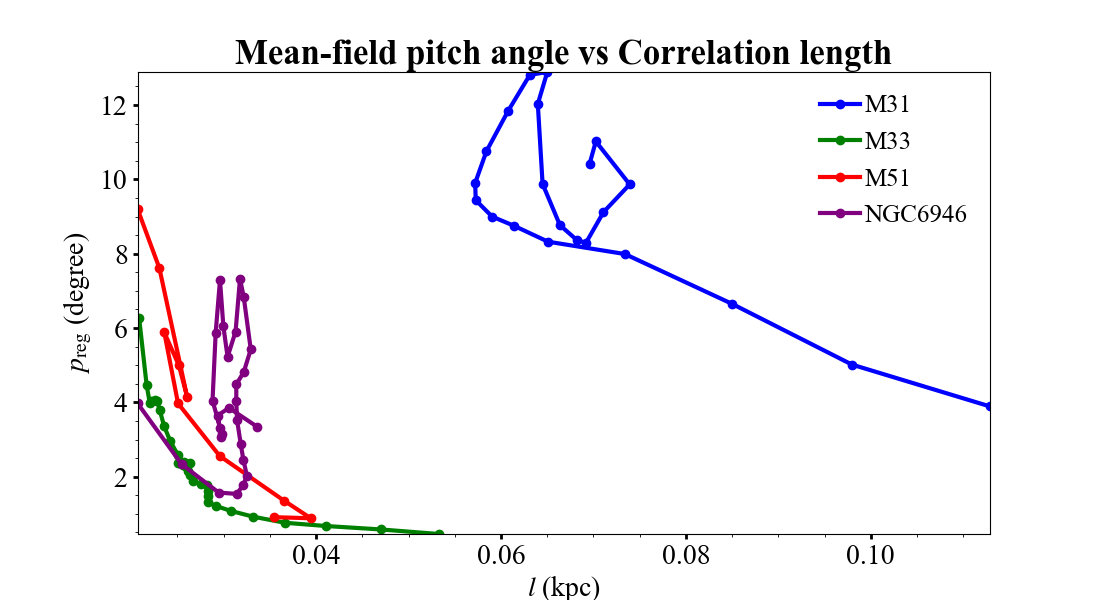 Mean-field pitch angle vs Correlation length
12
10
8
6
4
2
p_reg (degree)
M31
M33
M51
NGC6946
0.04
0.06
0.08
0.10
l (kpc)